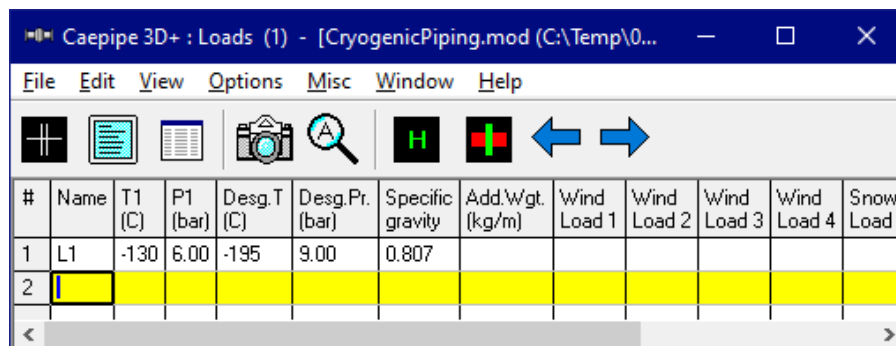 Caepipe 3D+ : Loads (1) - [CryogenicPiping.mod (C:\Temp\0...
File Edit View Options Misc Window Help
A H
# Name T1 (C) P1 (bar) Desg.T (C) Desg.Pr. (bar) Specific gravity Add.Wgt. (kg/m) Wind Load 1 Wind Load 2 Wind Load 3 Wind Load 4 Snow Load
1 L1 -130 6.00 -195 9.00 0.807
2